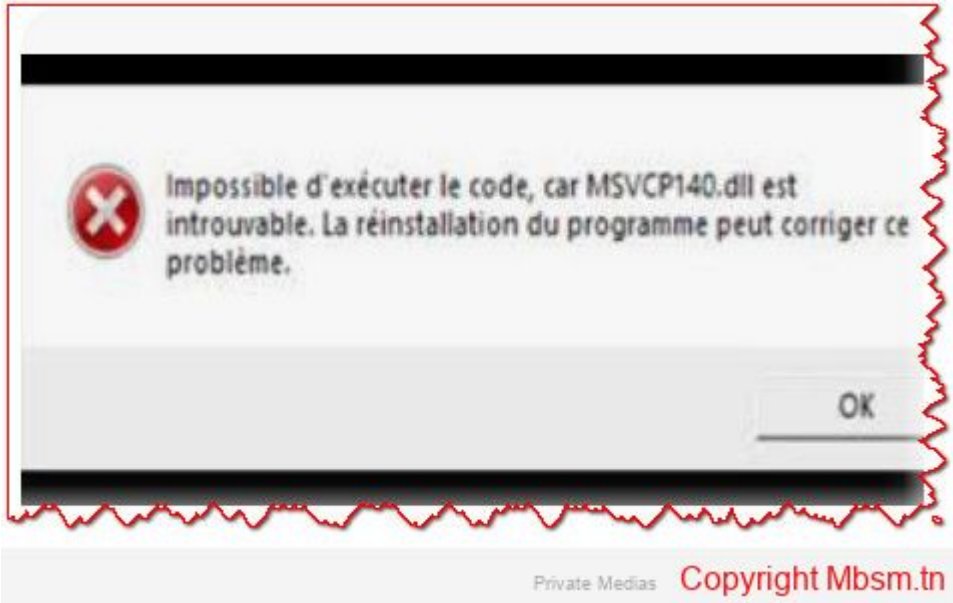 Impossible d'exécuter le code, car MSVCP140.dll est
introuvable. La réinstallation du programme peut corriger ce
problème.
OK
Private Medias Copyright Mbsm.tn